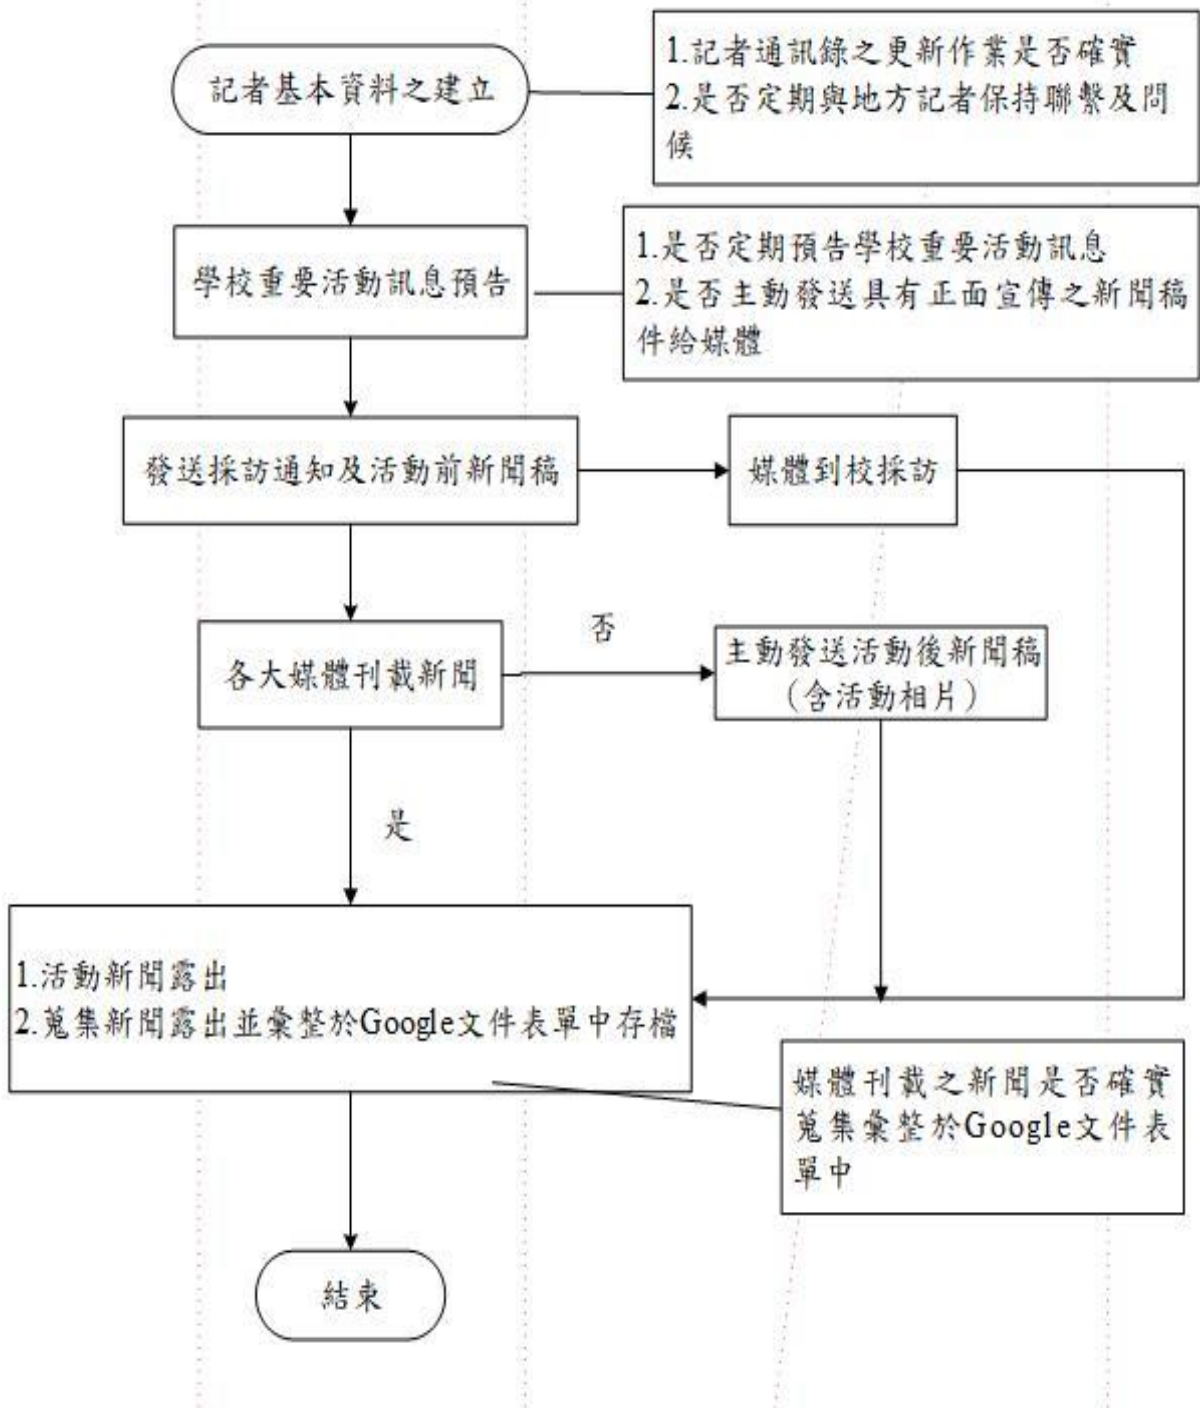 記者基本資料之建立
1.記者通訊錄之更新作業是否確實
2.是否定期與地方記者保持聯繫及問
候
學校重要活動訊息預告
1.是否定期預告學校重要活動訊息
2.是否主動發送具有正面宣傳之新聞稿
件給媒體
發送採訪通知及活動前新聞稿
媒體到校採訪
各大媒體刊載新聞
否
主動發送活動後新聞稿
(含活動相片)
是
1.活動新聞露出
2.蒐集新聞露出並彙整於Google文件表單中存檔
媒體刊載之新聞是否確實
蒐集彙整於Google文件表
單中
結束